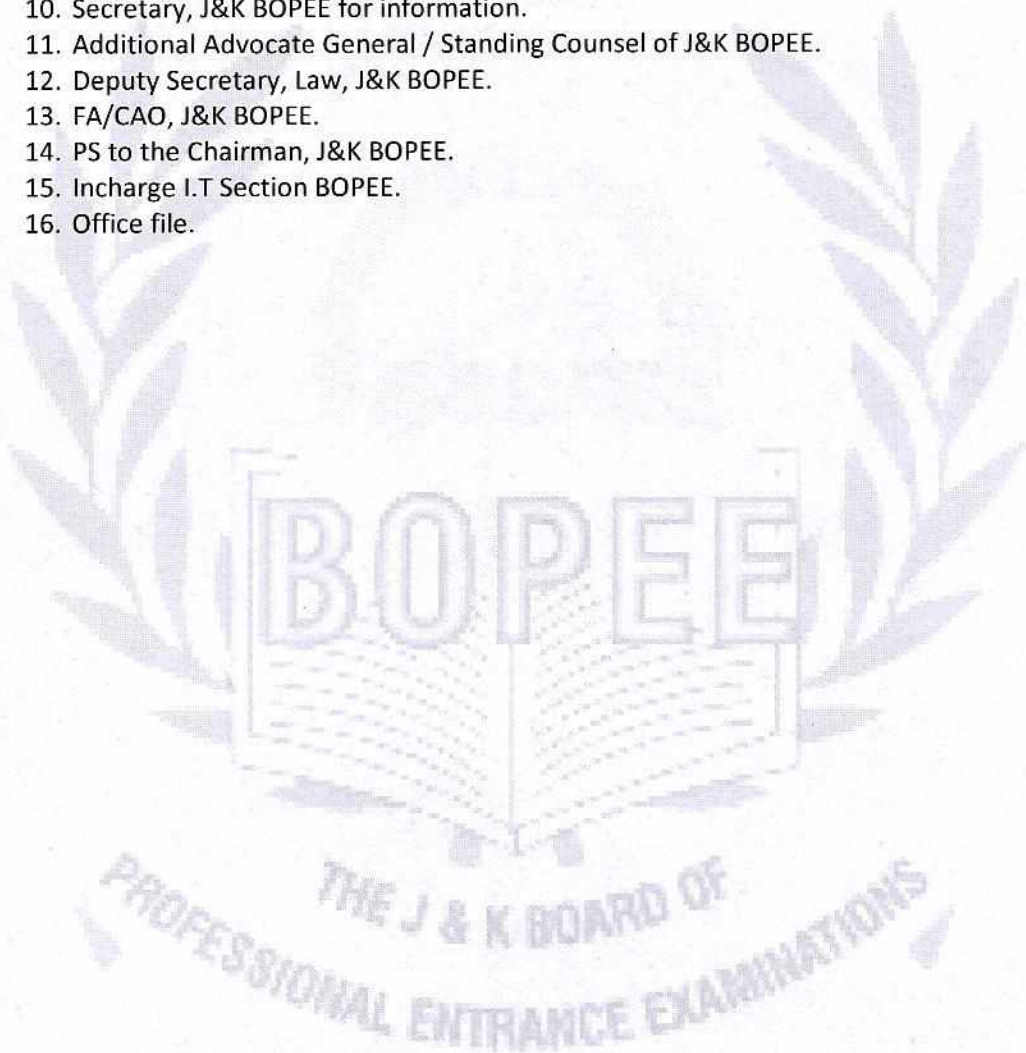 10. Secretary, J&K BOPEE for information.
11. Additional Advocate General / Standing Counsel of J&K BOPEE.
12. Deputy Secretary, Law, J&K BOPEE.
13. FA/CAO, J&K BOPEE.
14. PS to the Chairman, J&K BOPEE.
15. Incharge I.T Section BOPEE.
16. Office file.
BOPEE
THE J & K BOARD OF
PROFESSIONAL ENTRANCE EXAMINATIONS